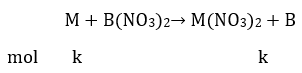 M + B(NO₃)₂→ M(NO₃)₂ + B
mol k k